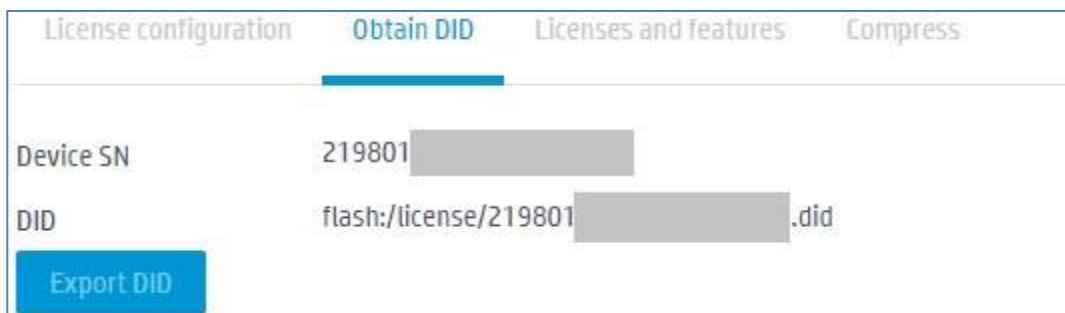 License configuration Obtain DID Licenses and features Compress
Device SN 219801
DID flash:/license/219801 .did
Export DID